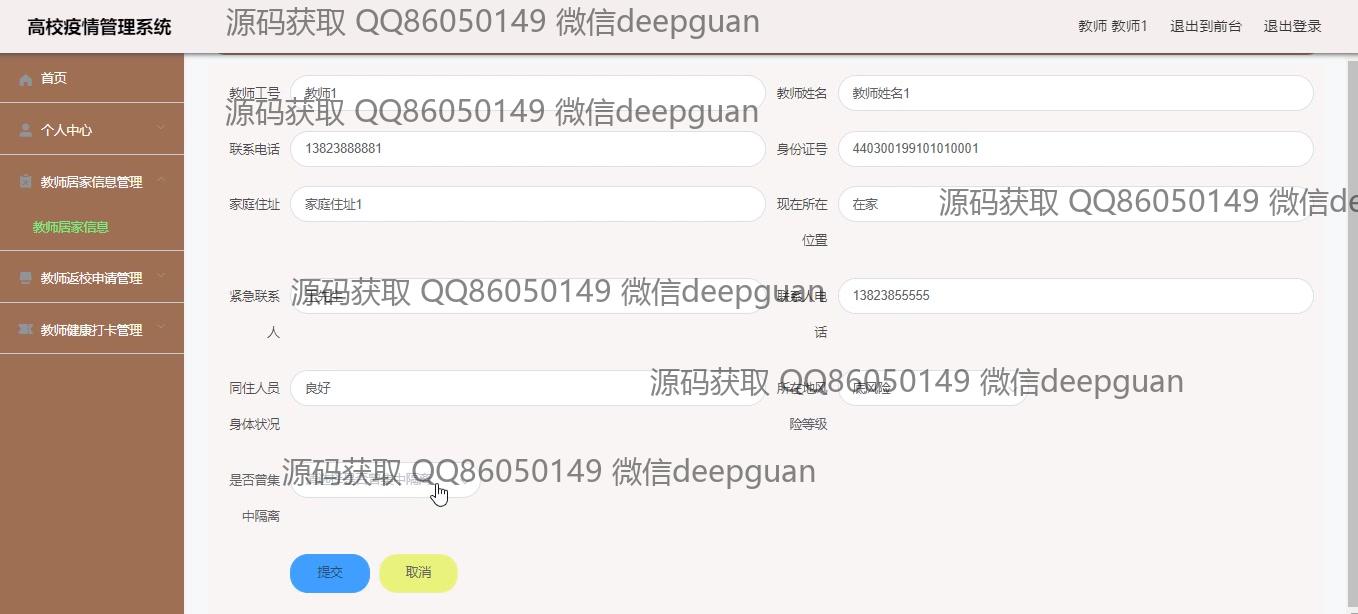 高校疫情管理系统
源码获取 QQ86050149 微信deepguan
教师 教师1 退出到前台 退出登录
首页
个人中心
教师居家信息管理
教师居家信息
教师返校申请管理
教师健康打卡管理
教师工号 教师1 教师姓名 教师姓名1
源码获取 QQ86050149 微信deepguan
联系电话 13823888881 身份证号 440300199101010001
家庭住址 家庭住址1 现在所在位置 在家
源码获取 QQ86050149 微信de
紧急联系人 联系人电话 13823855555
源码获取 QQ86050149 微信deepguan
同住人员身体状况 良好 所在地风险等级 底风险
源码获取 QQ86050149 微信deepguan
是否曾集中隔离
源码获取 QQ86050149 微信deepguan
提交 取消